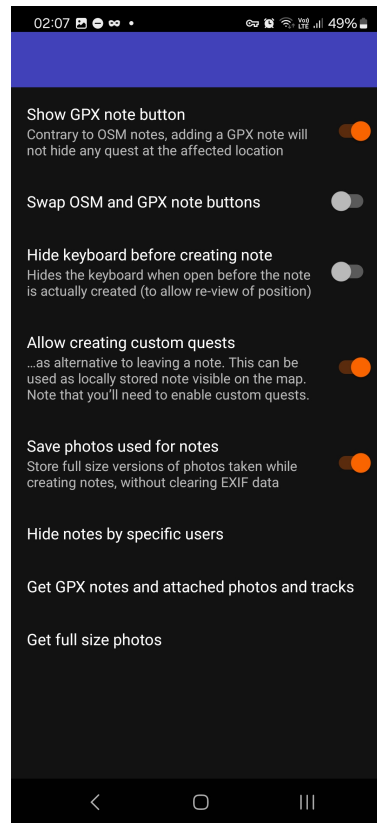 02:07 Vo)) LTE 49%
Show GPX note button
Contrary to OSM notes, adding a GPX note will
not hide any quest at the affected location
Swap OSM and GPX note buttons
Hide keyboard before creating note
Hides the keyboard when open before the note
is actually created (to allow re-view of position)
Allow creating custom quests
…as alternative to leaving a note. This can be
used as locally stored note visible on the map.
Note that you'll need to enable custom quests.
Save photos used for notes
Store full size versions of photos taken while
creating notes, without clearing EXIF data
Hide notes by specific users
Get GPX notes and attached photos and tracks
Get full size photos